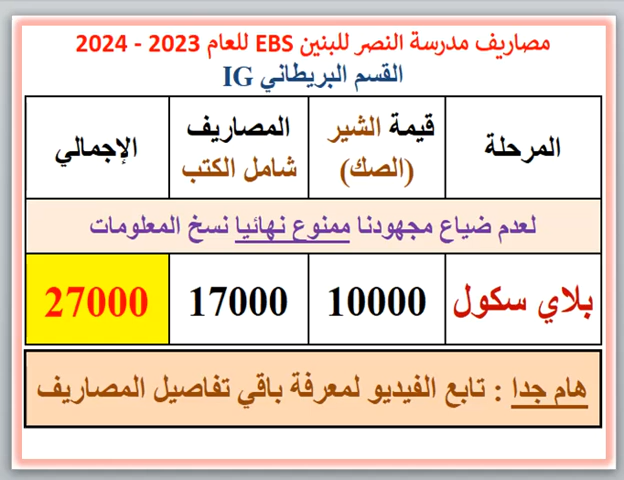 مصاريف مدرسة النصر للبنين EBS للعام 2023 - 2024
القسم البريطاني IG
المرحلة قيمة الشير (الصك) المصاريف شامل الكتب الإجمالي
لعدم ضياع مجهودنا ممنوع نهائيا نسخ المعلومات
بلاي سكول 10000 17000 27000
هام جدا : تابع الفيديو لمعرفة باقي تفاصيل المصاريف